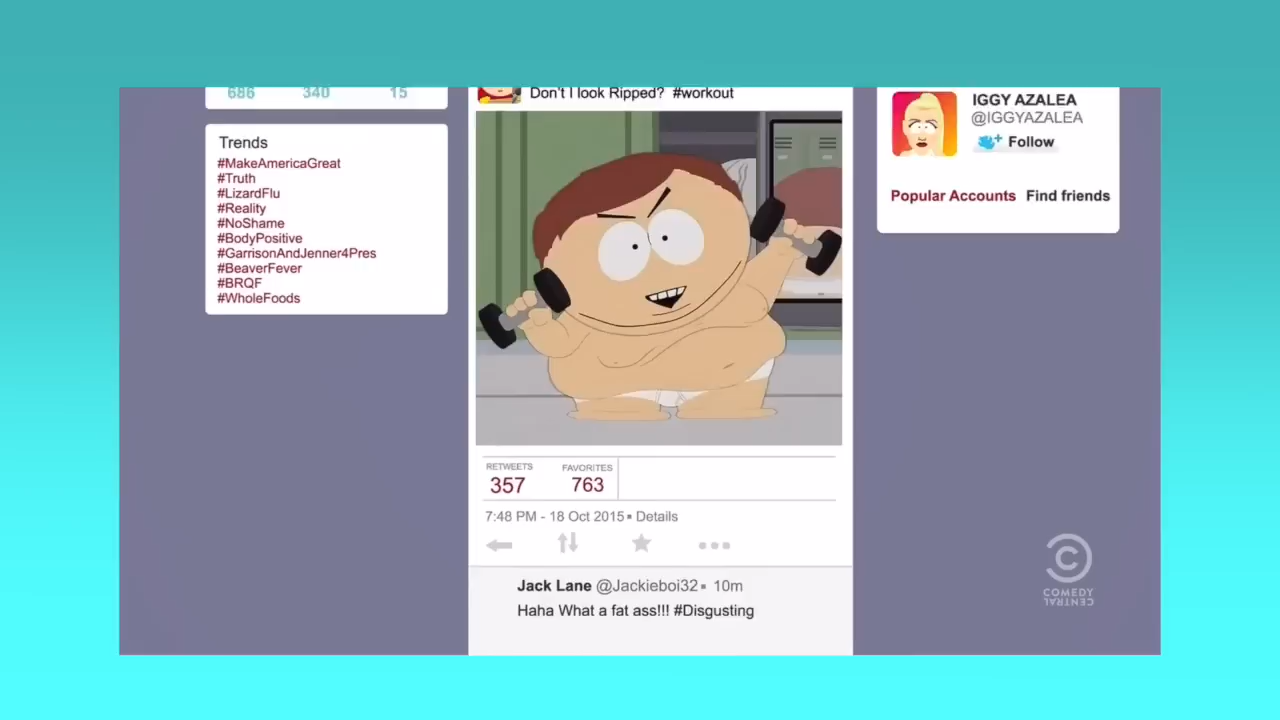 686 340 15
Trends
#MakeAmericaGreat
#Truth
#LizardFlu
#Reality
#NoShame
#BodyPositive
#GarrisonAndJenner4Pres
#BeaverFever
#BRQF
#WholeFoods
Don't I look Ripped? #workout
RETWEETS FAVORITES
357 763
7:48 PM - 18 Oct 2015 ▪ Details
Jack Lane @Jackieboi32 ▪ 10m
Haha What a fat ass!!! #Disgusting
IGGY AZALEA
@IGGYAZALEA
Follow
Popular Accounts Find friends
COMEDY
CENTRAL